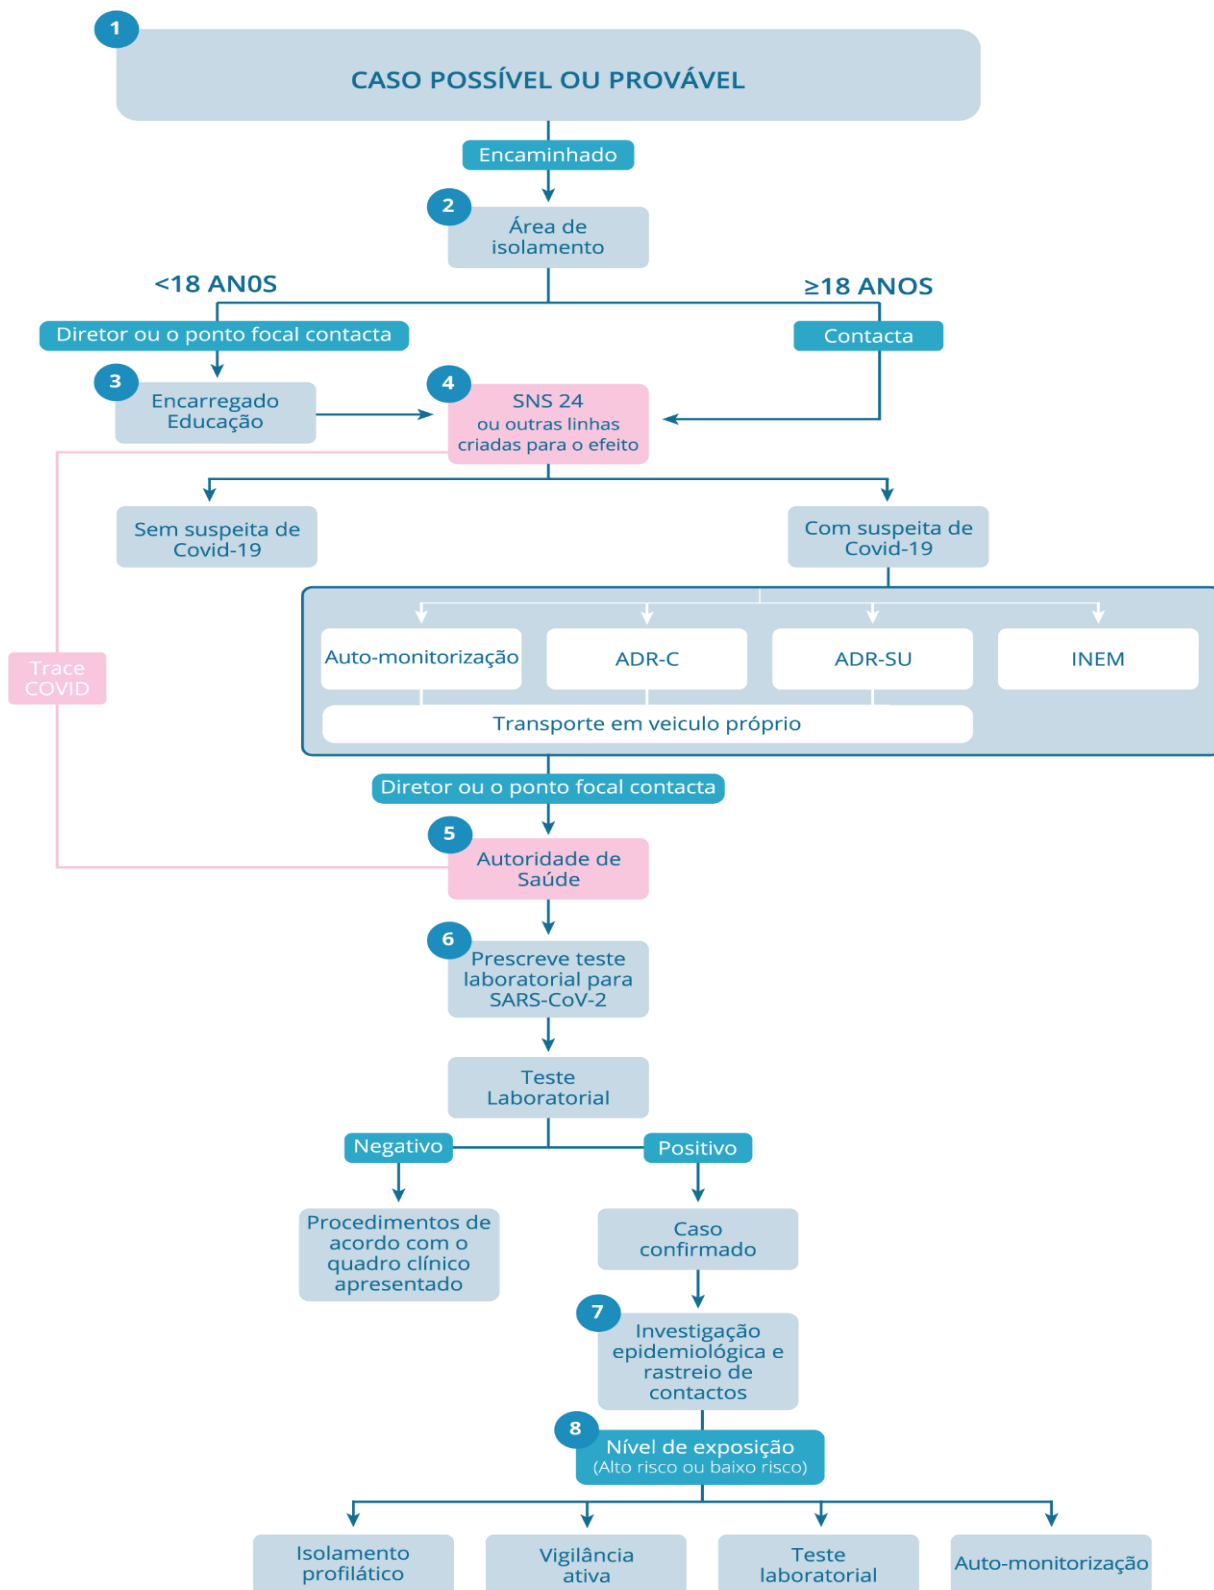 1
CASO POSSÍVEL OU PROVÁVEL
Encaminhado
2
Área de
isolamento
<18 AN0S
≥18 ANOS
Diretor ou o ponto focal contacta
Contacta
3
Encarregado
Educação
4
SNS 24
ou outras linhas
criadas para o efeito
Sem suspeita de
Covid-19
Com suspeita de
Covid-19
Trace
COVID
Auto-monitorização
ADR-C
ADR-SU
INEM
Transporte em veiculo próprio
Diretor ou o ponto focal contacta
5
Autoridade de
Saúde
6
Prescreve teste
laboratorial para
SARS-CoV-2
Teste
Laboratorial
Negativo
Positivo
Procedimentos de
acordo com o
quadro clínico
apresentado
Caso
confirmado
7
Investigação
epidemiológica e
rastreio de
contactos
8
Nível de exposição
(Alto risco ou baixo risco)
Isolamento
profilático
Vigilância
ativa
Teste
laboratorial
Auto-monitorização